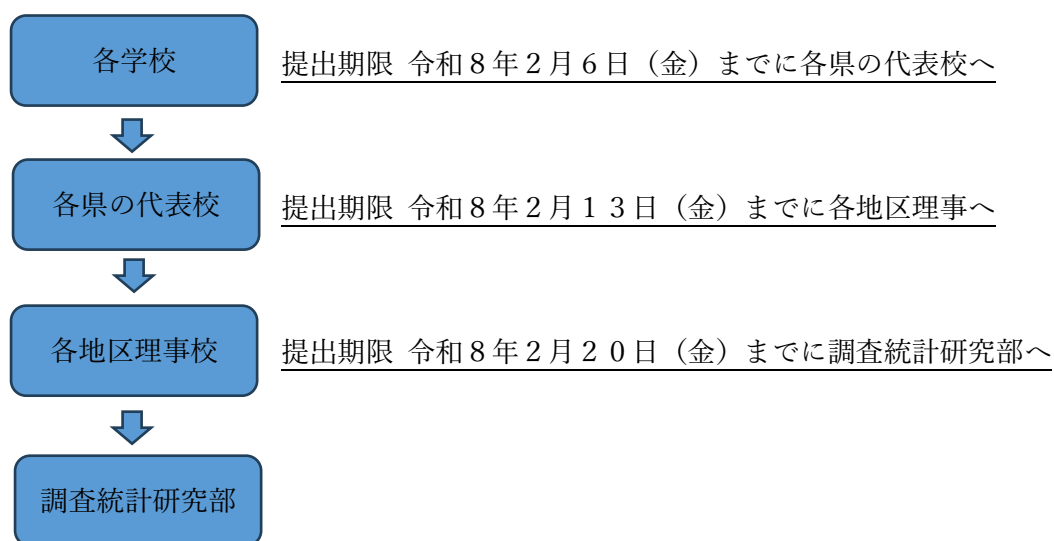 各学校
提出期限 令和８年２月６日（金）までに各県の代表校へ
各県の代表校
提出期限 令和８年２月１３日（金）までに各地区理事へ
各地区理事校
提出期限 令和８年２月２０日（金）までに調査統計研究部へ
調査統計研究部